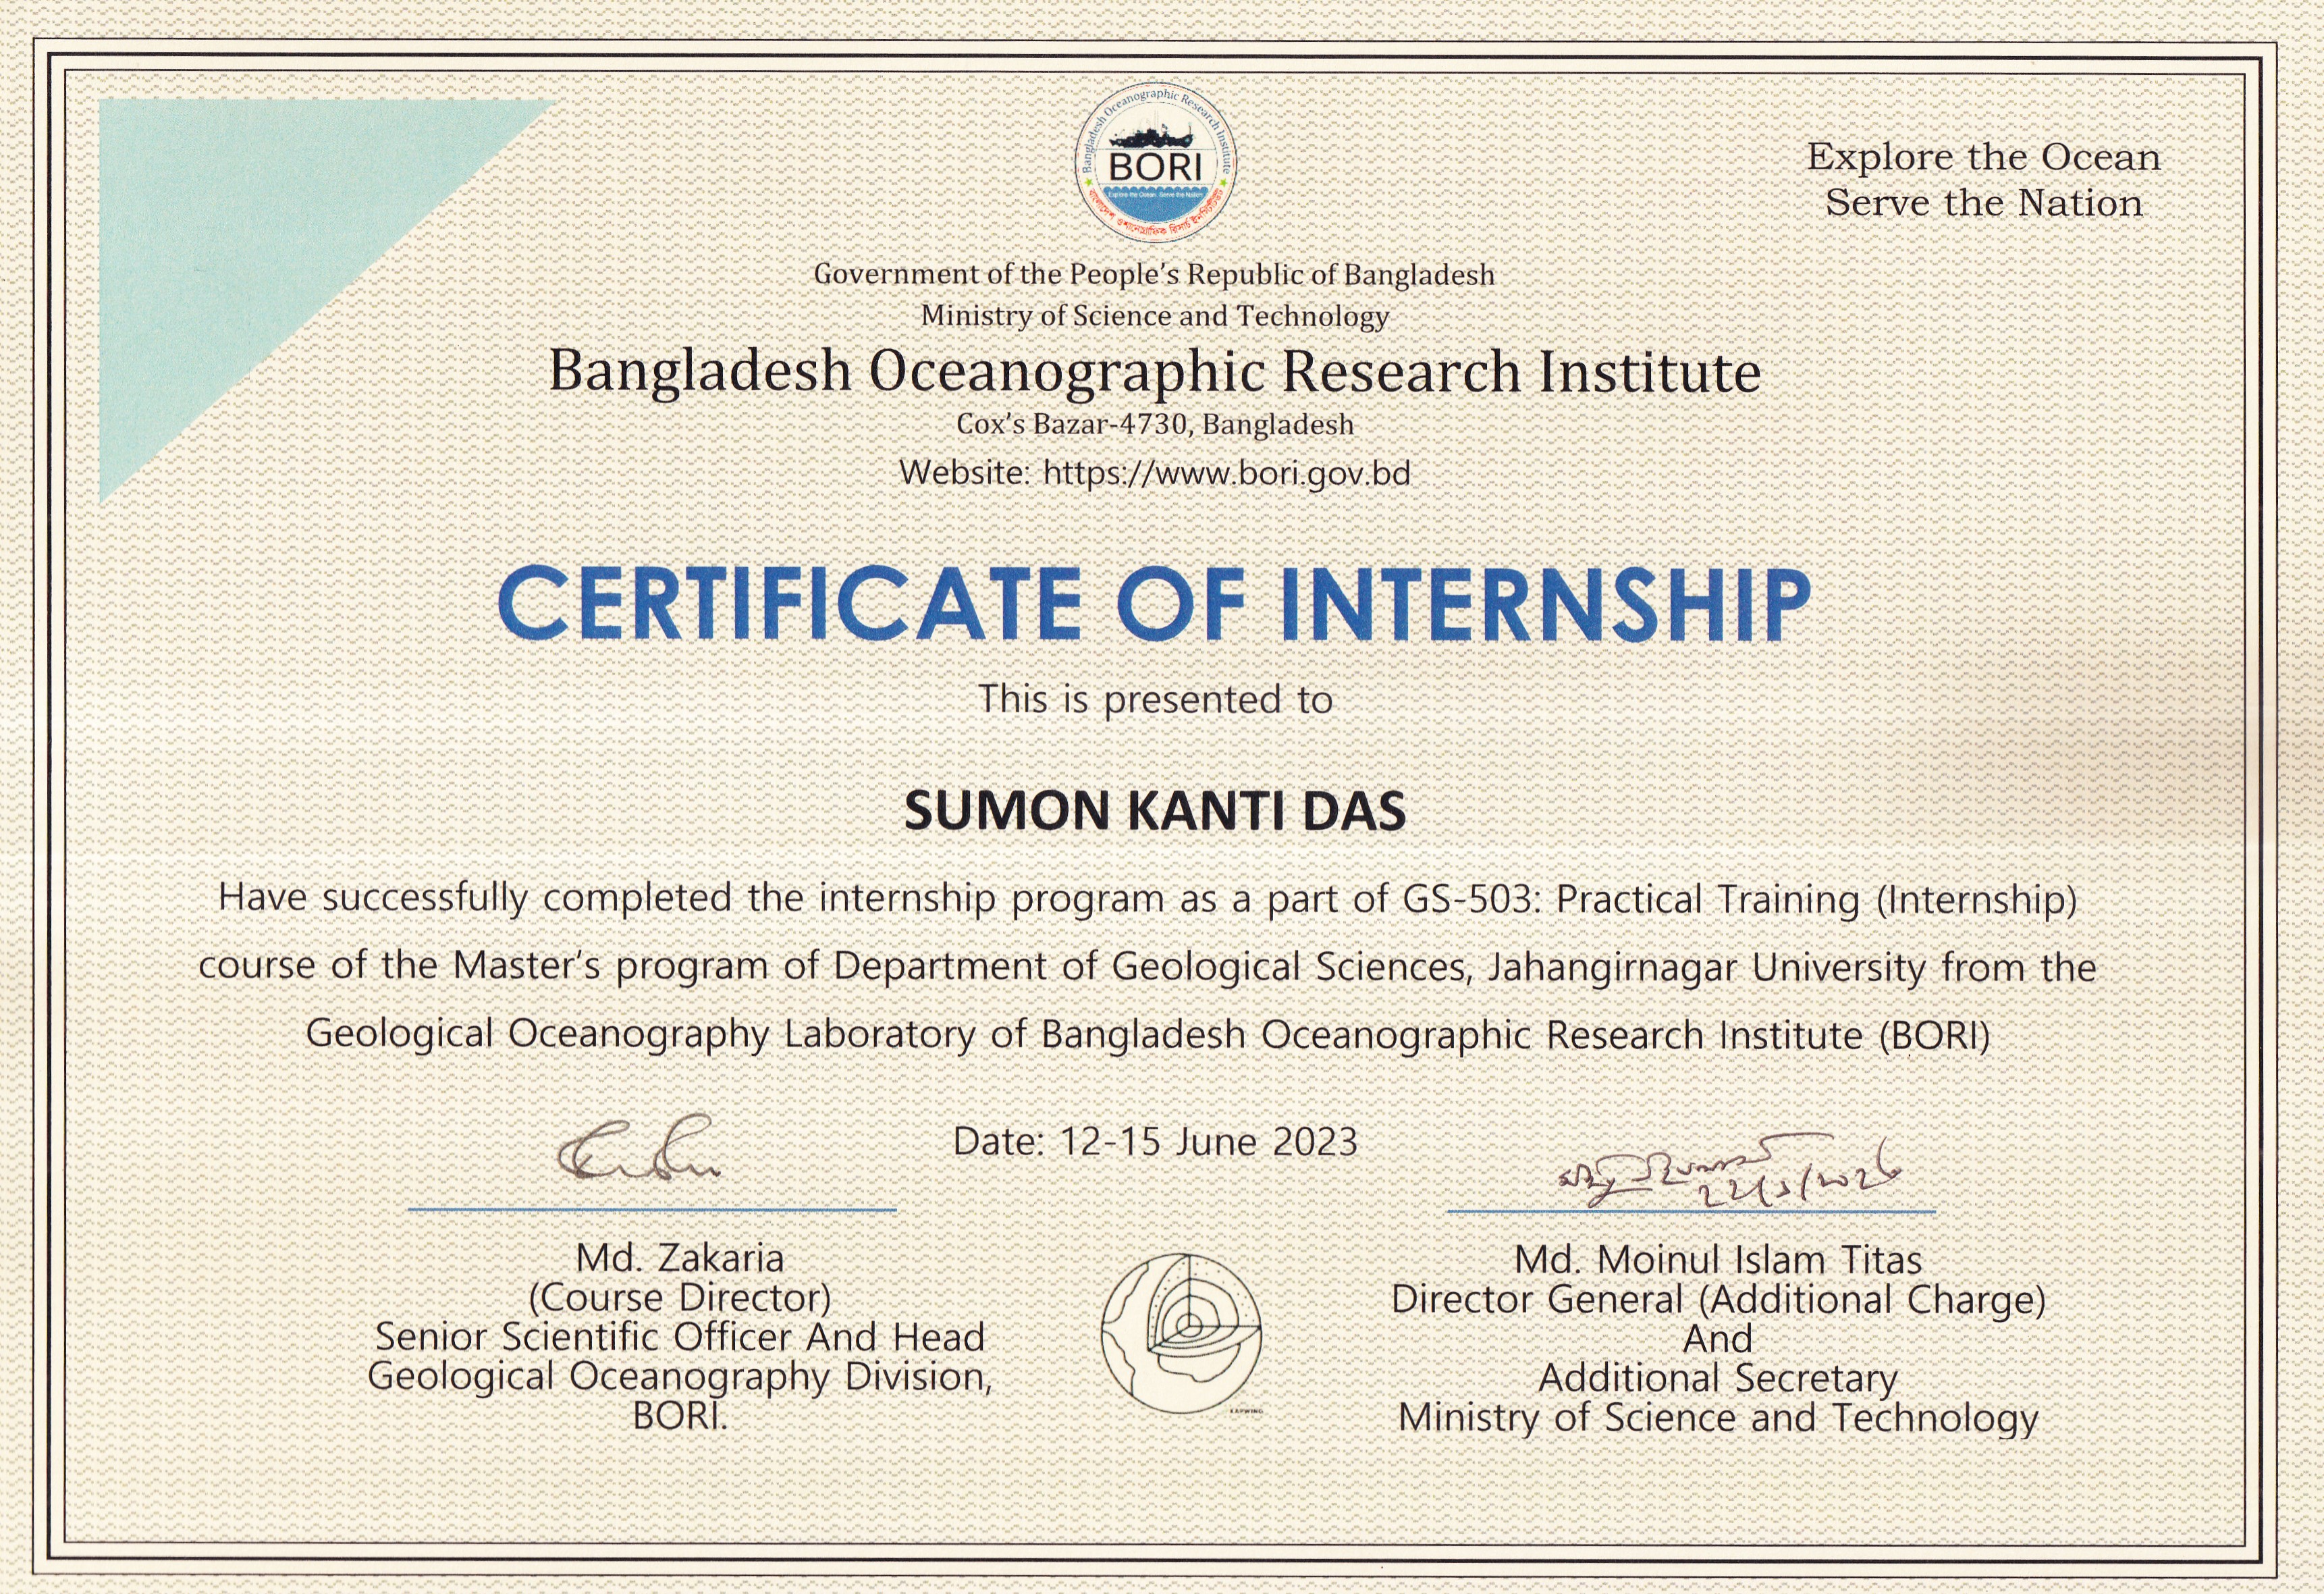 Bangladesh Oceanographic Research Institute
BORI
Explore the Ocean, Serve the Nation
বাংলাদেশ ওশানোগ্রাফিক রিসার্চ ইনস্টিটিউট
Explore the Ocean
Serve the Nation
Government of the People’s Republic of Bangladesh
Ministry of Science and Technology
Bangladesh Oceanographic Research Institute
Cox’s Bazar-4730, Bangladesh
Website: https://www.bori.gov.bd
CERTIFICATE OF INTERNSHIP
This is presented to
SUMON KANTI DAS
Have successfully completed the internship program as a part of GS-503: Practical Training (Internship)
course of the Master’s program of Department of Geological Sciences, Jahangirnagar University from the
Geological Oceanography Laboratory of Bangladesh Oceanographic Research Institute (BORI)
Date: 12-15 June 2023
Md. Zakaria
(Course Director)
Senior Scientific Officer And Head
Geological Oceanography Division,
BORI.
KAPWING
Md. Moinul Islam Titas
Director General (Additional Charge)
And
Additional Secretary
Ministry of Science and Technology